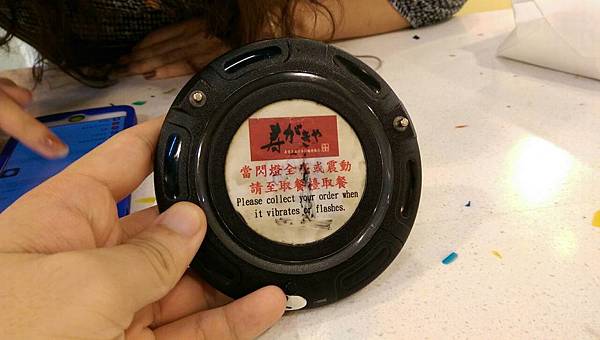 寿がきや
當閃燈全亮或震動
請至取餐檯取餐
Please collect your order when
it vibrates or flashes.